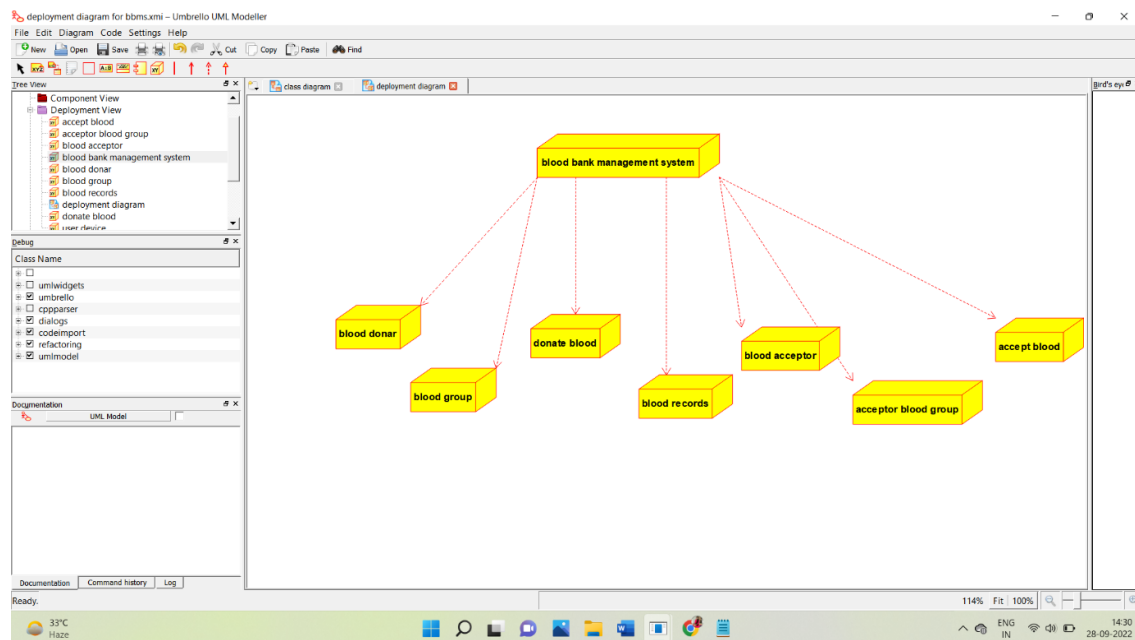 deployment diagram for bbms.xmi – Umbrello UML Modeller
File Edit Diagram Code Settings Help
New Open Save Cut Copy Paste Find
Tree View
Component View
Deployment View
accept blood
acceptor blood group
blood acceptor
blood bank management system
blood donar
blood group
blood records
deployment diagram
donate blood
user device
Debug
Class Name
umlwidgets
umbrello
cppparser
dialogs
codeimport
refactoring
umlmodel
Documentation
UML Model
Documentation Command history Log
Ready.
class diagram deployment diagram
Bird's eye
blood bank management system
blood donar
donate blood
blood acceptor
accept blood
blood group
blood records
acceptor blood group
114% Fit 100%
33°C
Haze
ENG
IN
14:30
28-09-2022